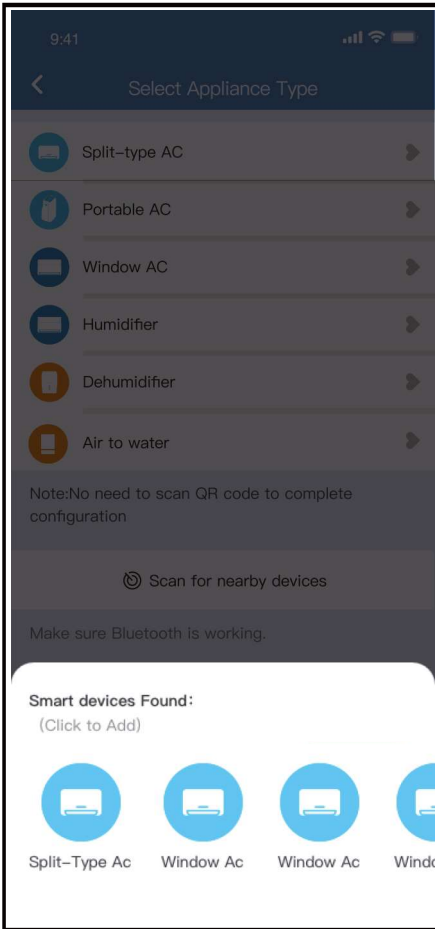 9:41
Select Appliance Type
Split-type AC
Portable AC
Window AC
Humidifier
Dehumidifier
Air to water
Note:No need to scan QR code to complete
configuration
Scan for nearby devices
Make sure Bluetooth is working.
Smart devices Found:
(Click to Add)
Split-Type Ac Window Ac Window Ac